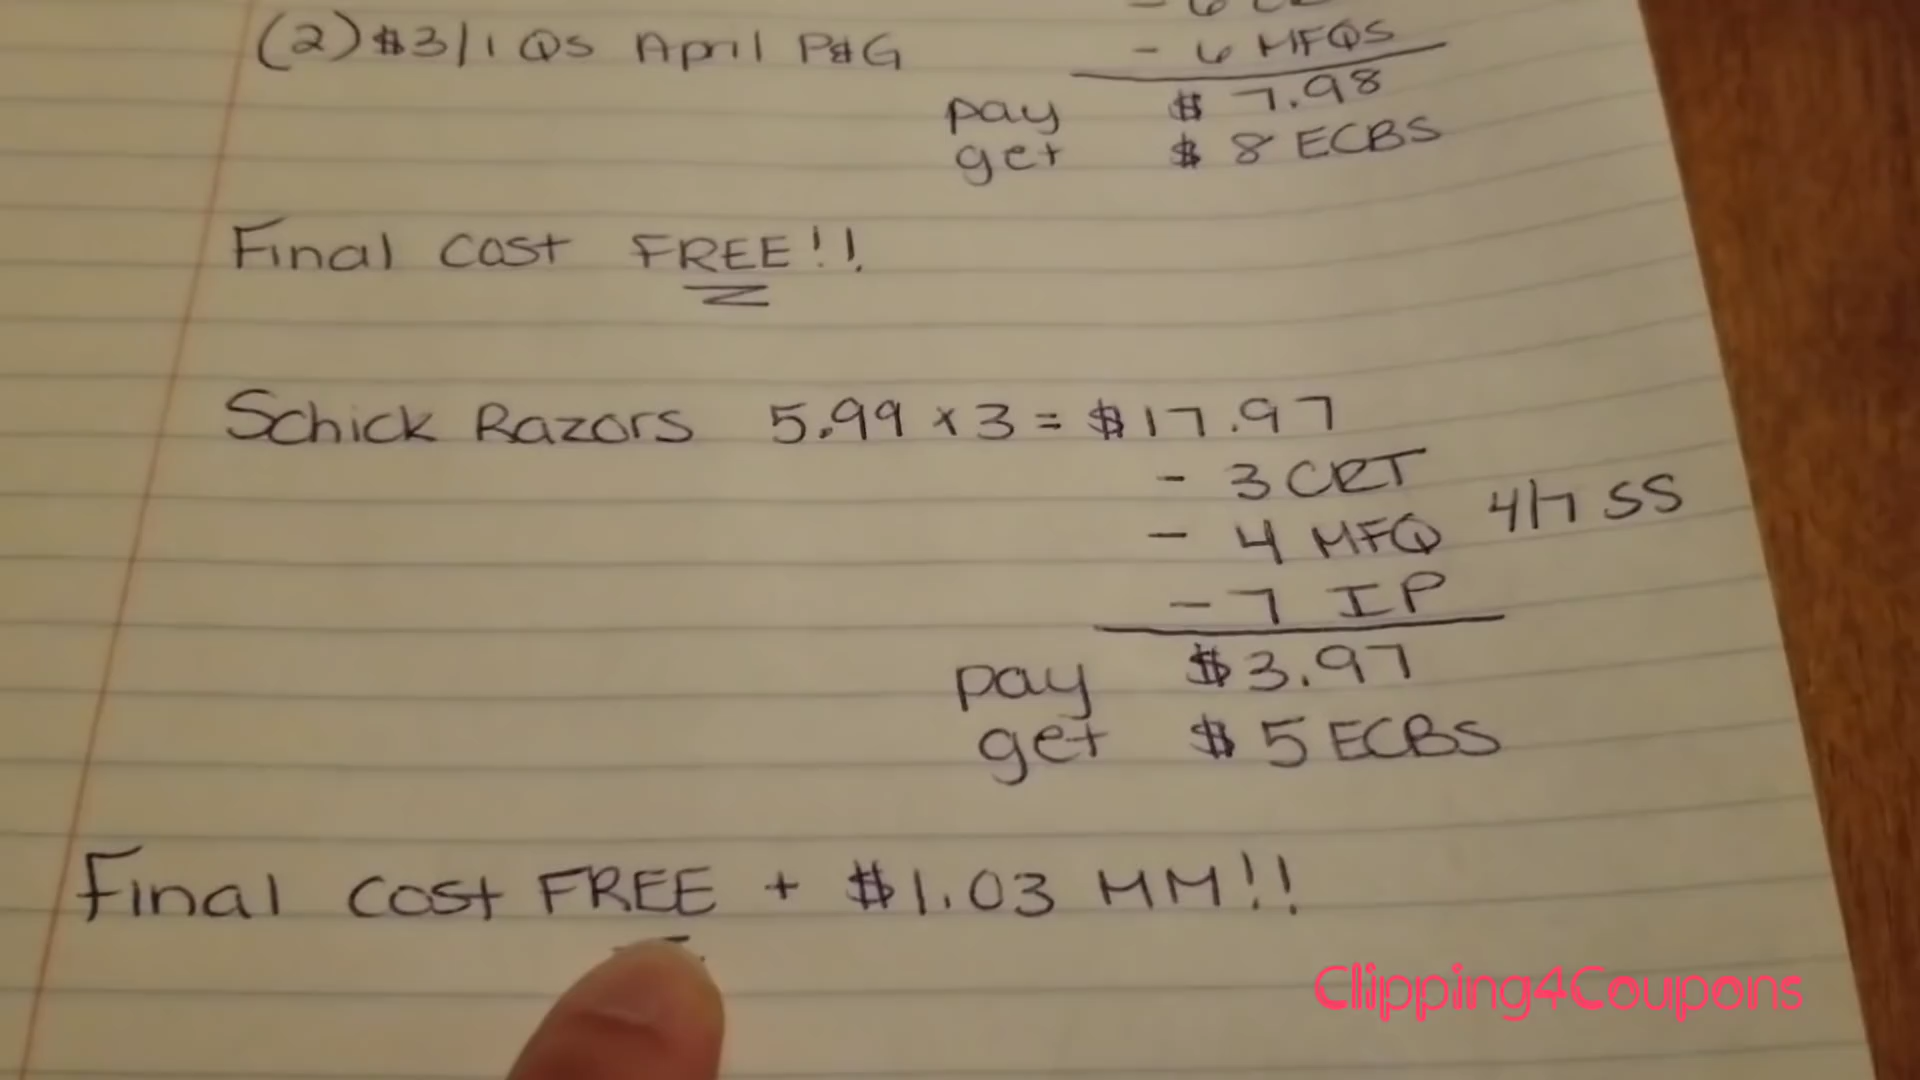 (2) $3/1 QS April P&G
- 6 MFQS
pay $ 7.98
get $ 8 ECBS
Final cost FREE!!
Schick Razors 5.99 x 3 = $17.97
- 3 CRT
- 4 MFQ 4/7 SS
- 7 IP
pay $3.97
get $ 5 ECBS
Final cost FREE + $1.03 MM!!
Clipping4Coupons